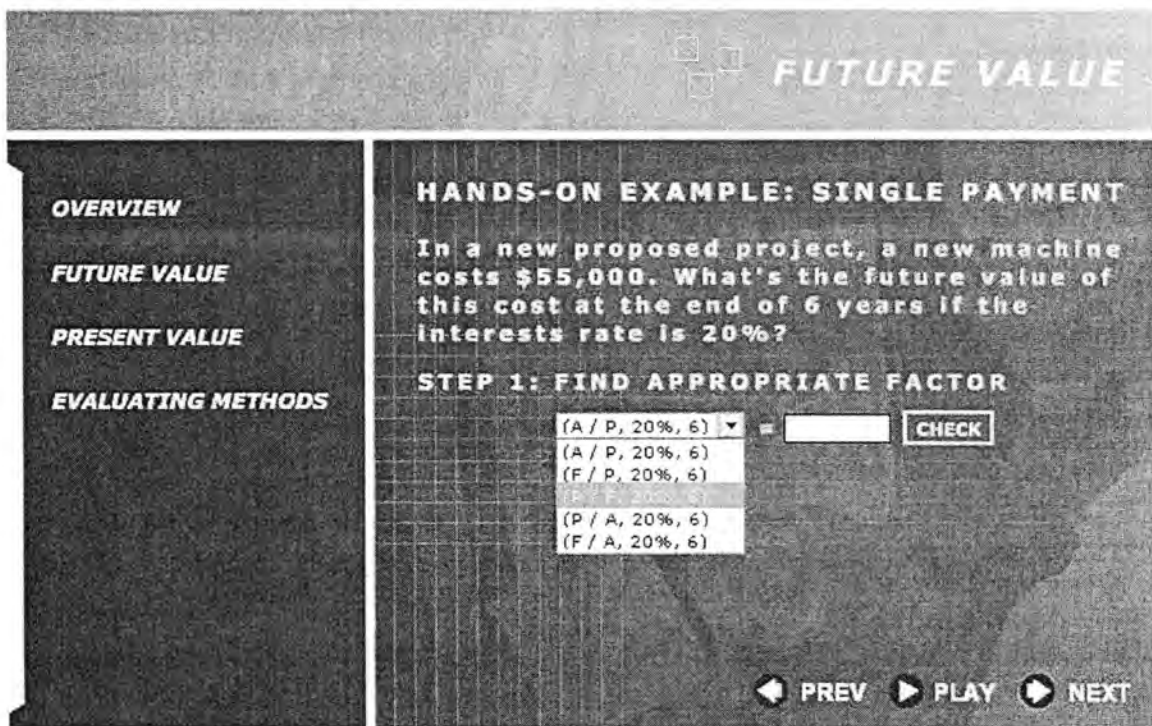 FUTURE VALUE
OVERVIEW
FUTURE VALUE
PRESENT VALUE
EVALUATING METHODS
HANDS-ON EXAMPLE: SINGLE PAYMENT
In a new proposed project, a new machine
costs $55,000. What's the future value of
this cost at the end of 6 years if the
interests rate is 20%?
STEP 1: FIND APPROPRIATE FACTOR
(A / P, 20%, 6) = CHECK
(A / P, 20%, 6)
(F / P, 20%, 6)
(P / F, 20%, 6)
(P / A, 20%, 6)
(F / A, 20%, 6)
PREV PLAY NEXT